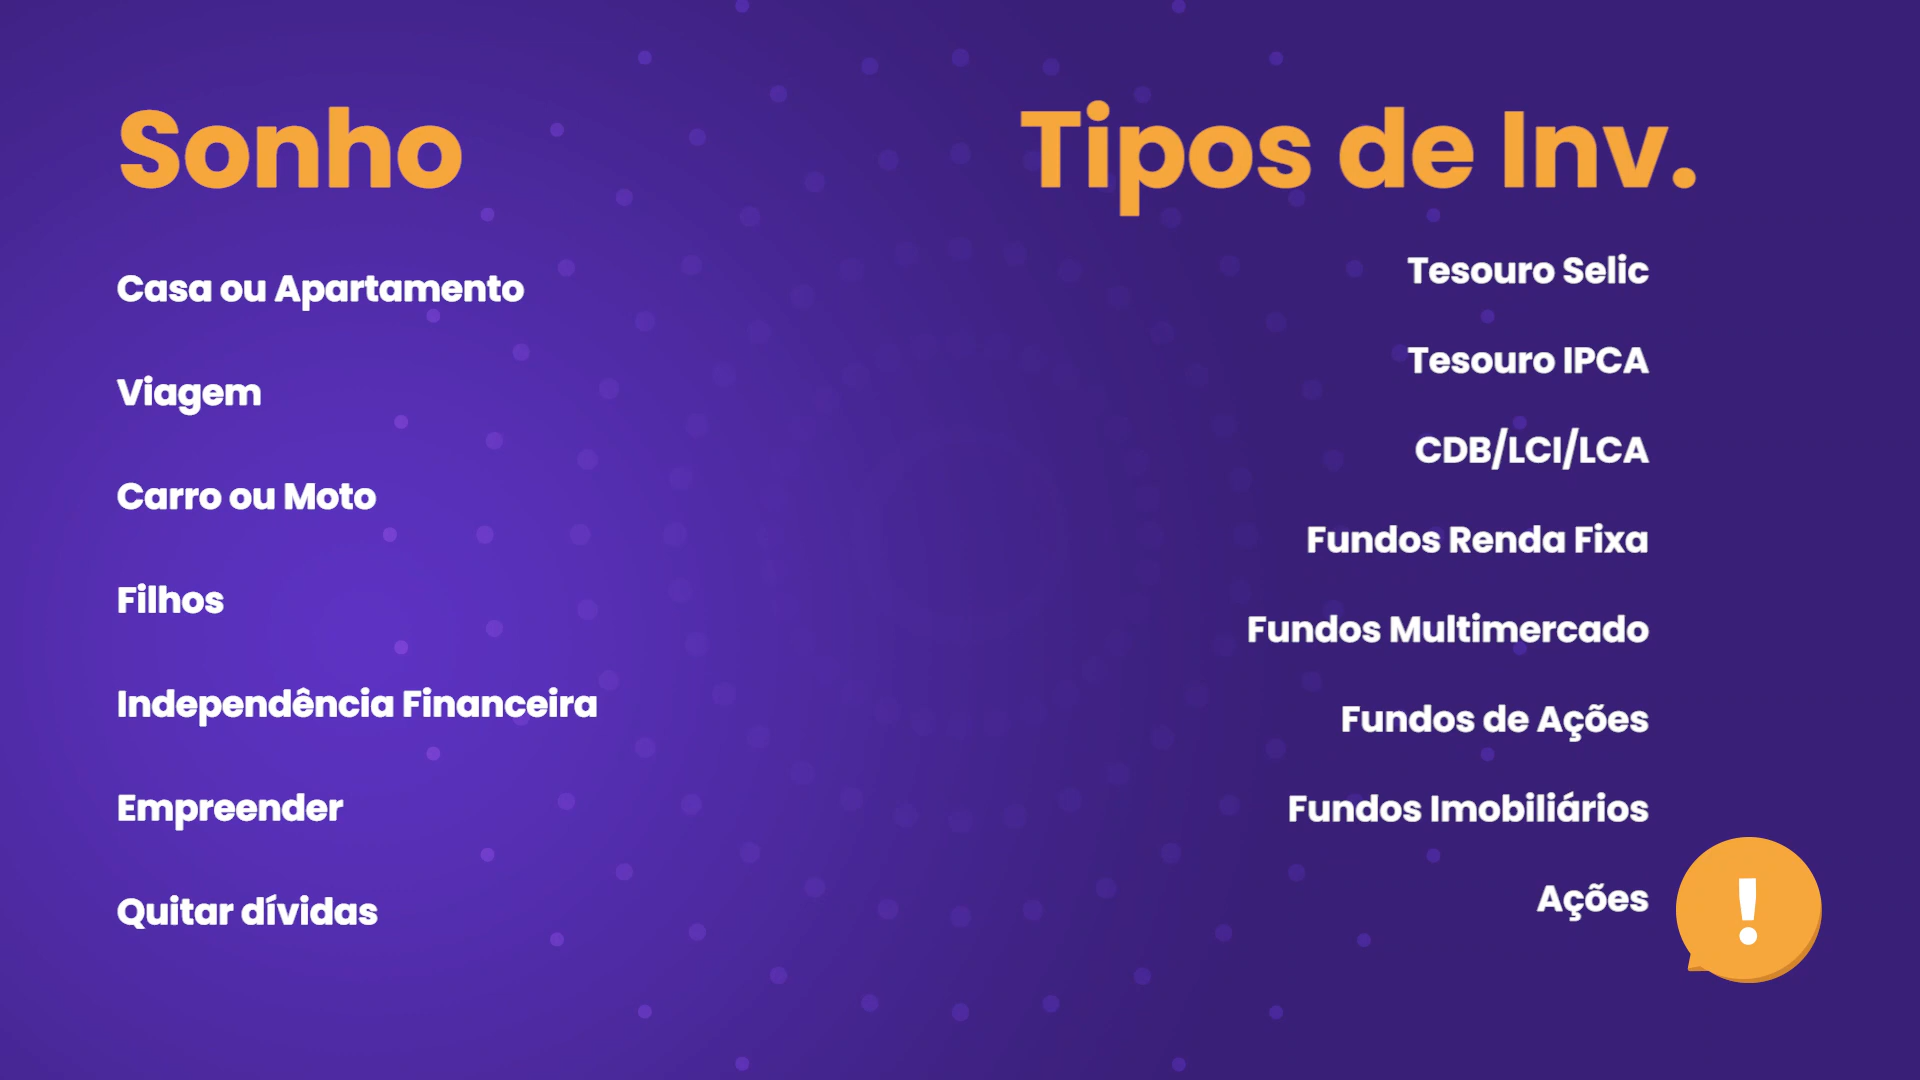 Sonho
Casa ou Apartamento
Viagem
Carro ou Moto
Filhos
Independência Financeira
Empreender
Quitar dívidas
Tipos de Inv.
Tesouro Selic
Tesouro IPCA
CDB/LCI/LCA
Fundos Renda Fixa
Fundos Multimercado
Fundos de Ações
Fundos Imobiliários
Ações
!